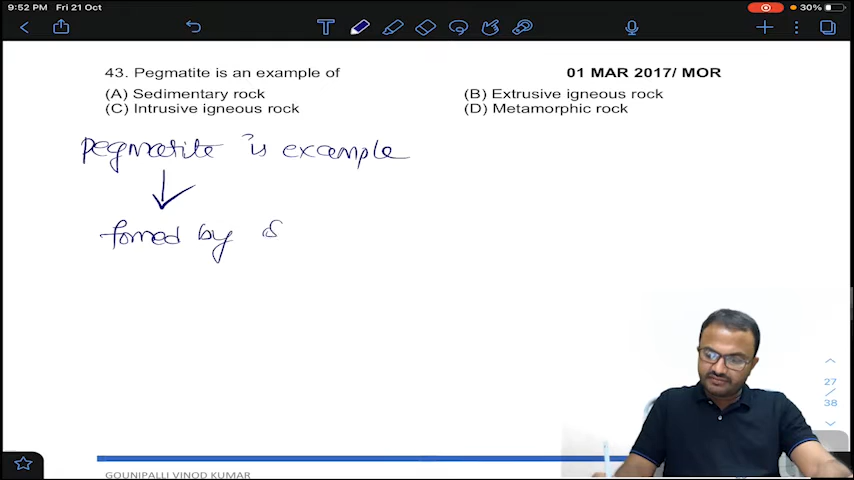 9:52 PM Fri 21 Oct
30%
43. Pegmatite is an example of 01 MAR 2017/ MOR
(A) Sedimentary rock (B) Extrusive igneous rock
(C) Intrusive igneous rock (D) Metamorphic rock
pegmatite is example
formed by
27
/
38
GOUNIPALLI VINOD KUMAR